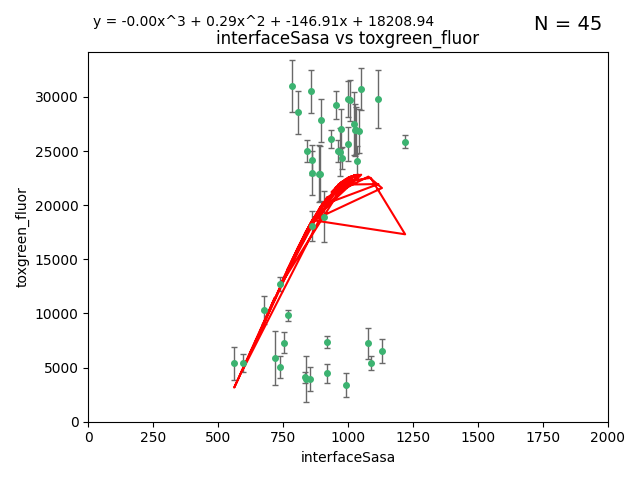 y = -0.00x^3 + 0.29x^2 + -146.91x + 18208.94
N = 45
interfaceSasa vs toxgreen_fluor
toxgreen_fluor
30000
25000
20000
15000
10000
5000
0
0 250 500 750 1000 1250 1500 1750 2000
interfaceSasa